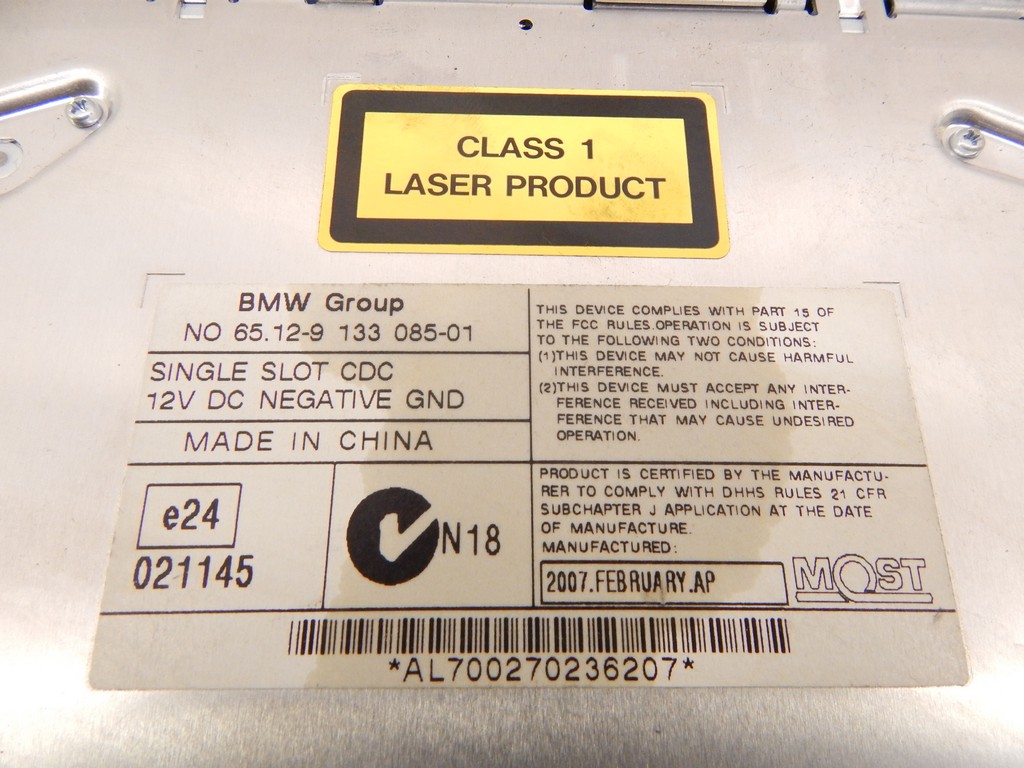 CLASS 1
LASER PRODUCT
BMW Group
NO 65.12-9 133 085-01
SINGLE SLOT CDC
12V DC NEGATIVE GND
MADE IN CHINA
THIS DEVICE COMPLIES WITH PART 15 OF
THE FCC RULES.OPERATION IS SUBJECT
TO THE FOLLOWING TWO CONDITIONS:
(1)THIS DEVICE MAY NOT CAUSE HARMFUL
INTERFERENCE.
(2)THIS DEVICE MUST ACCEPT ANY INTER-
FERENCE RECEIVED INCLUDING INTER-
FERENCE THAT MAY CAUSE UNDESIRED
OPERATION.
e24
021145
N18
PRODUCT IS CERTIFIED BY THE MANUFACTU-
RER TO COMPLY WITH DHHS RULES 21 CFR
SUBCHAPTER J APPLICATION AT THE DATE
OF MANUFACTURE.
MANUFACTURED:
2007.FEBRUARY.AP
MOST
*AL700270236207*